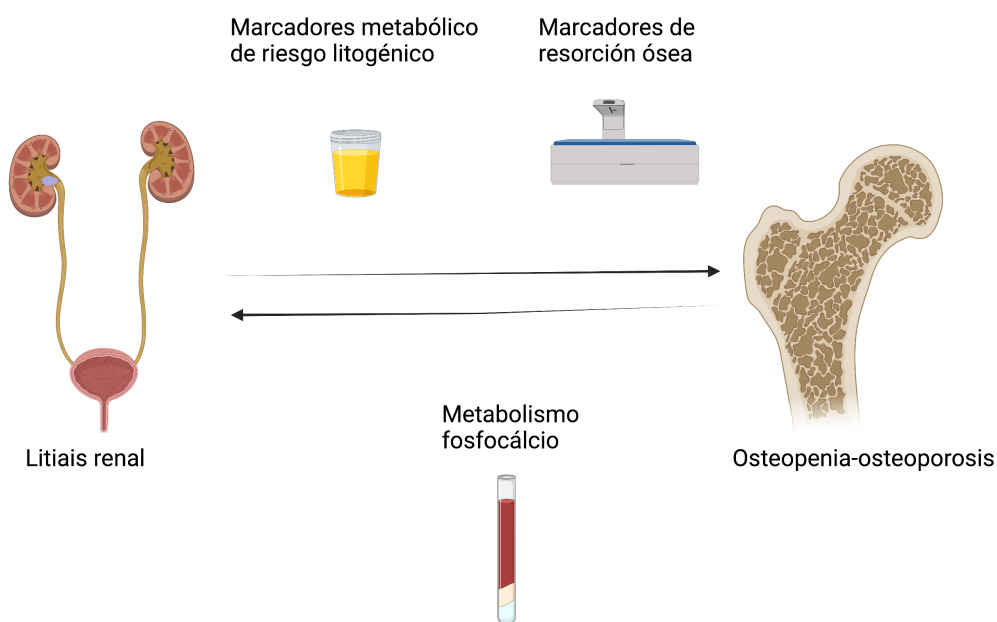 Marcadores metabólico
de riesgo litogénico
Marcadores de
resorción ósea
Metabolismo
fosfocálcio
Litiais renal
Osteopenia-osteoporosis